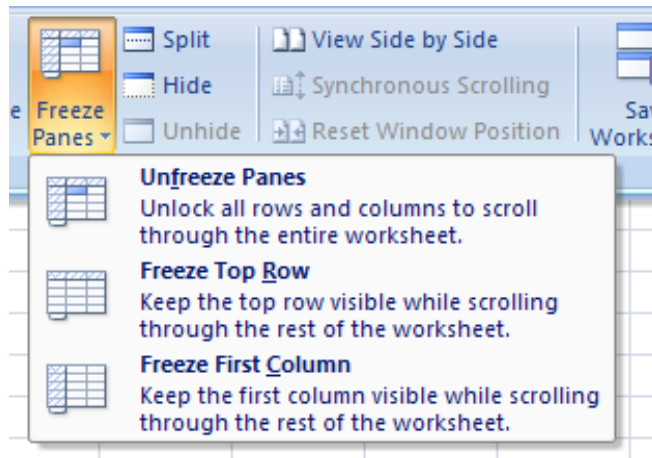 Split
View Side by Side
Hide
Synchronous Scrolling
Freeze
Panes
Unhide
Reset Window Position
Unfreeze Panes
Unlock all rows and columns to scroll
through the entire worksheet.
Freeze Top Row
Keep the top row visible while scrolling
through the rest of the worksheet.
Freeze First Column
Keep the first column visible while scrolling
through the rest of the worksheet.